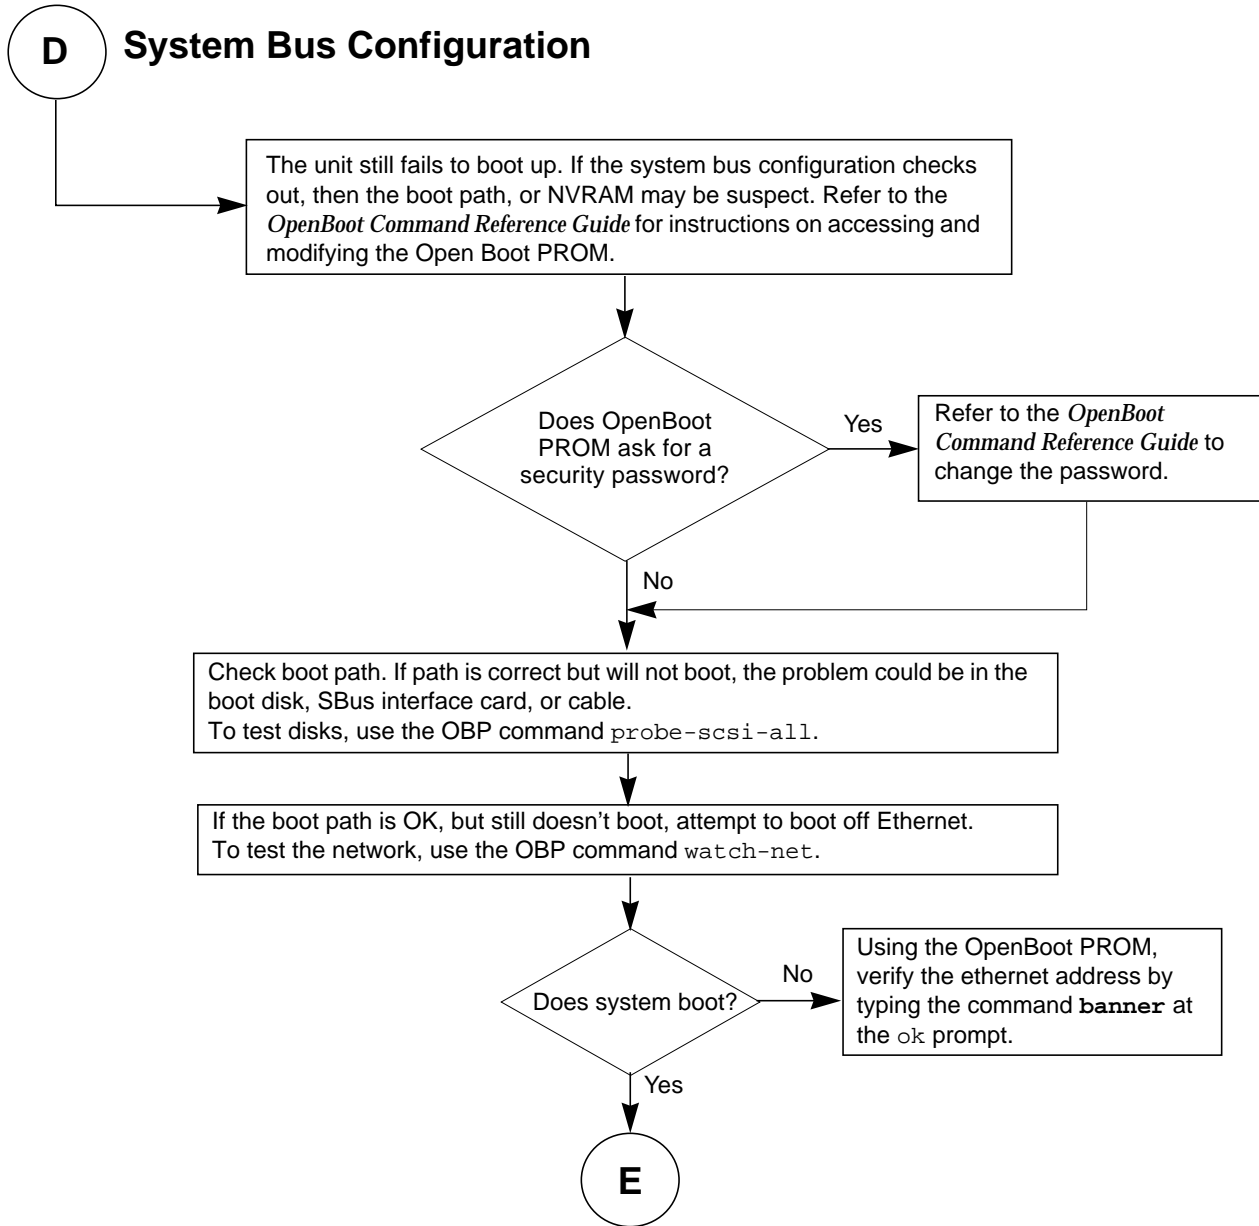 D
System Bus Configuration
The unit still fails to boot up. If the system bus configuration checks
out, then the boot path, or NVRAM may be suspect. Refer to the
OpenBoot Command Reference Guide for instructions on accessing and
modifying the Open Boot PROM.
Does OpenBoot
PROM ask for a
security password?
Yes
Refer to the OpenBoot
Command Reference Guide to
change the password.
No
Check boot path. If path is correct but will not boot, the problem could be in the
boot disk, SBus interface card, or cable.
To test disks, use the OBP command probe-scsi-all.
If the boot path is OK, but still doesn't boot, attempt to boot off Ethernet.
To test the network, use the OBP command watch-net.
Does system boot?
No
Using the OpenBoot PROM,
verify the ethernet address by
typing the command banner at
the ok prompt.
Yes
E